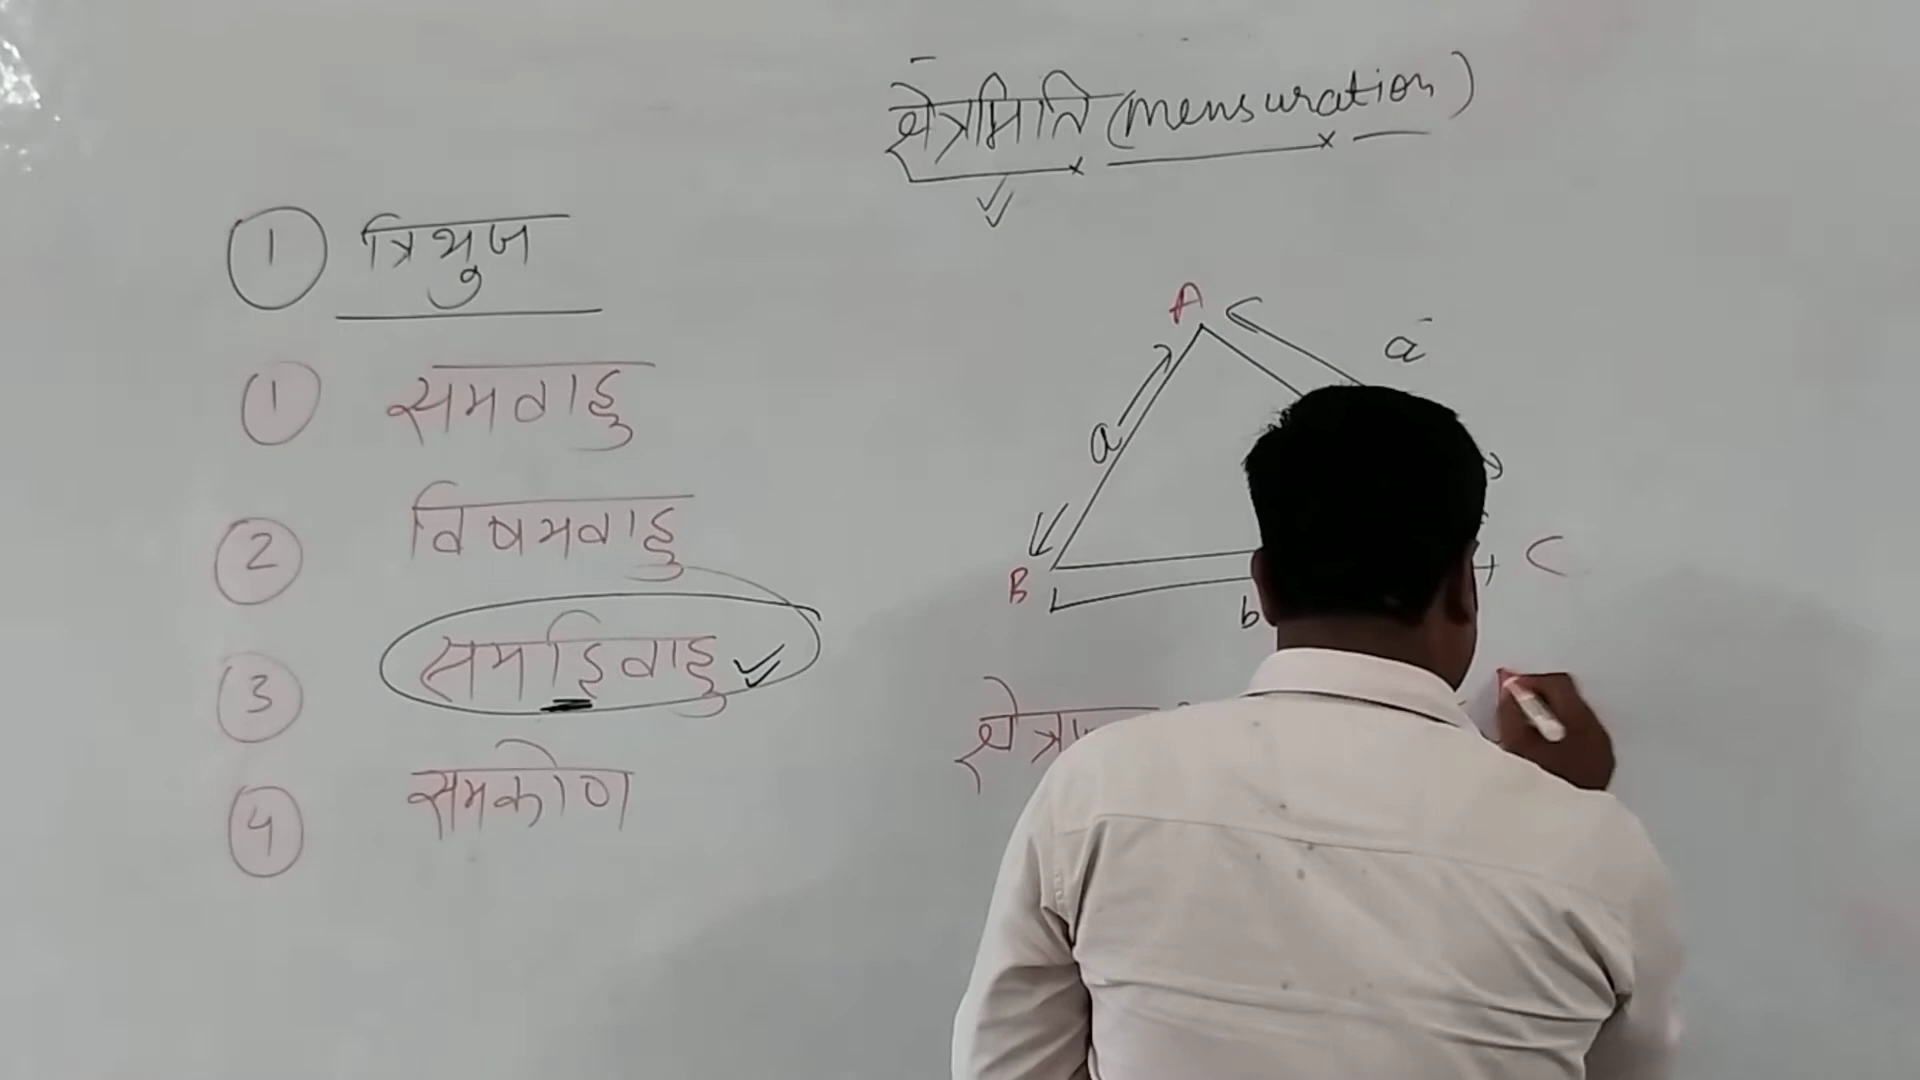 क्षेत्रमिति (mensuration)
① त्रिभुज
① समबाहु
② विषमबाहु
③ समद्विबाहु
④ समकोण
A
a
a
B
C
b